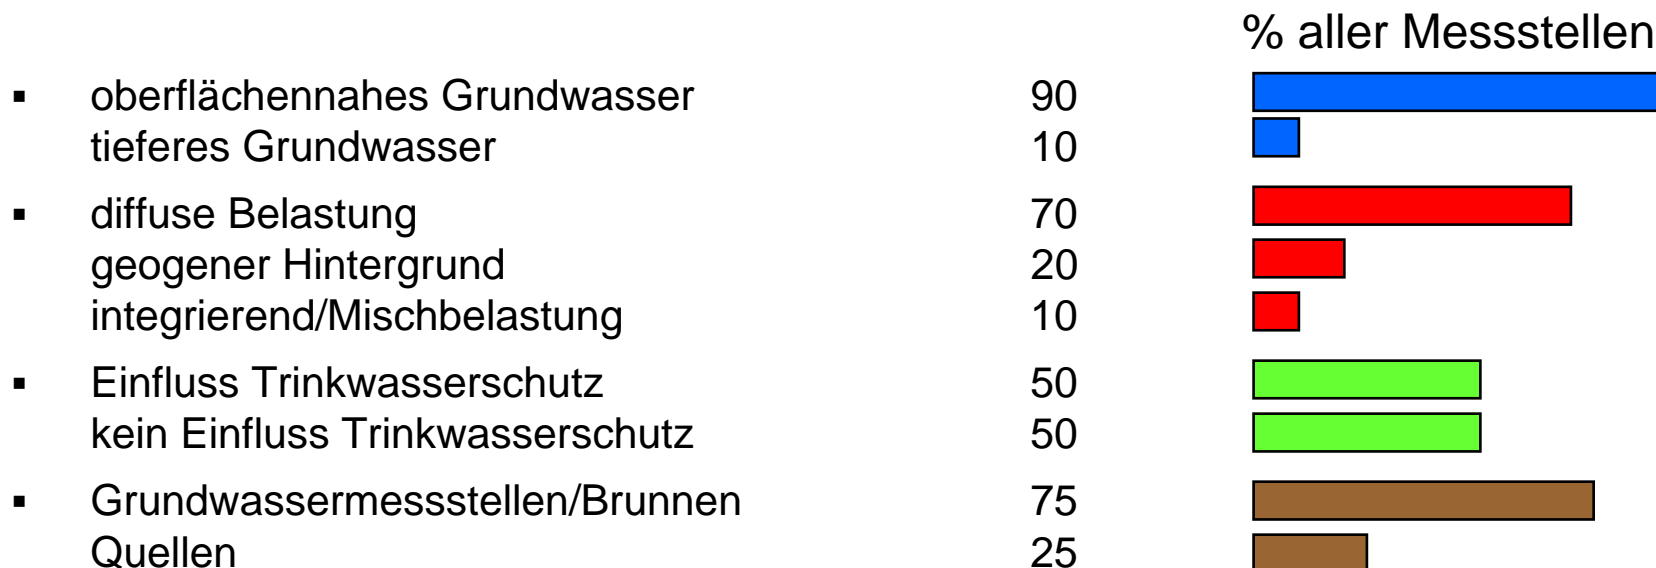 % aller Messstellen
▪ oberflächennahes Grundwasser 90
tieferes Grundwasser 10
▪ diffuse Belastung 70
geogener Hintergrund 20
integrierend/Mischbelastung 10
▪ Einfluss Trinkwasserschutz 50
kein Einfluss Trinkwasserschutz 50
▪ Grundwassermessstellen/Brunnen 75
Quellen 25